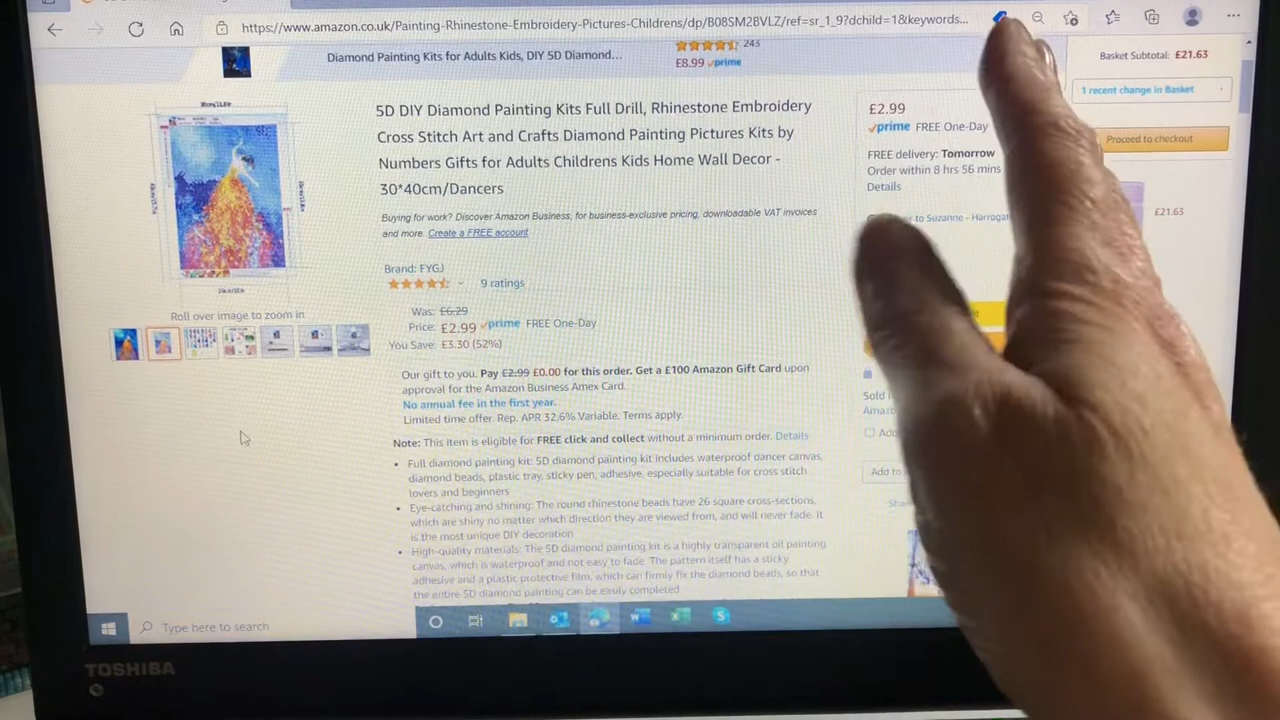 https://www.amazon.co.uk/Painting-Rhinestone-Embroidery-Pictures-Childrens/dp/B08SM2BVLZ/ref=sr_1_9?dchild=1&keywords...
Diamond Painting Kits for Adults Kids, DIY 5D Diamond...
243
£8.99 prime
Basket Subtotal: £21.63
1 recent change in Basket
Proceed to checkout
£21.63
5D DIY Diamond Painting Kits Full Drill, Rhinestone Embroidery
Cross Stitch Art and Crafts Diamond Painting Pictures Kits by
Numbers Gifts for Adults Childrens Kids Home Wall Decor -
30*40cm/Dancers
Buying for work? Discover Amazon Business, for business-exclusive pricing, downloadable VAT invoices
and more. Create a FREE account
Brand: FYGJ
9 ratings
Was: £6.29
Price: £2.99 prime FREE One-Day
You Save: £3.30 (52%)
Our gift to you. Pay £2.99 £0.00 for this order. Get a £100 Amazon Gift Card upon
approval for the Amazon Business Amex Card.
No annual fee in the first year.
Limited time offer. Rep. APR 32.6% Variable. Terms apply.
Note: This item is eligible for FREE click and collect without a minimum order. Details
• Full diamond painting kit: 5D diamond painting kit includes waterproof dancer canvas,
diamond beads, plastic tray, sticky pen, adhesive, especially suitable for cross stitch
lovers and beginners
• Eye-catching and shining: The round rhinestone beads have 26 square cross-sections,
which are shiny no matter which direction they are viewed from, and will never fade. It
is the most unique DIY decoration
• High-quality materials: The 5D diamond painting kit is a highly transparent oil painting
canvas, which is waterproof and not easy to fade. The pattern itself has a sticky
adhesive and a plastic protective film, which can firmly fix the diamond beads, so that
the entire 5D diamond painting can be easily completed
£2.99
prime FREE One-Day
FREE delivery: Tomorrow
Order within 8 hrs 56 mins
Details
to Suzanne - Harrogat
Sold
Amazo
Add
Add to
Roll over image to zoom in
Type here to search
TOSHIBA